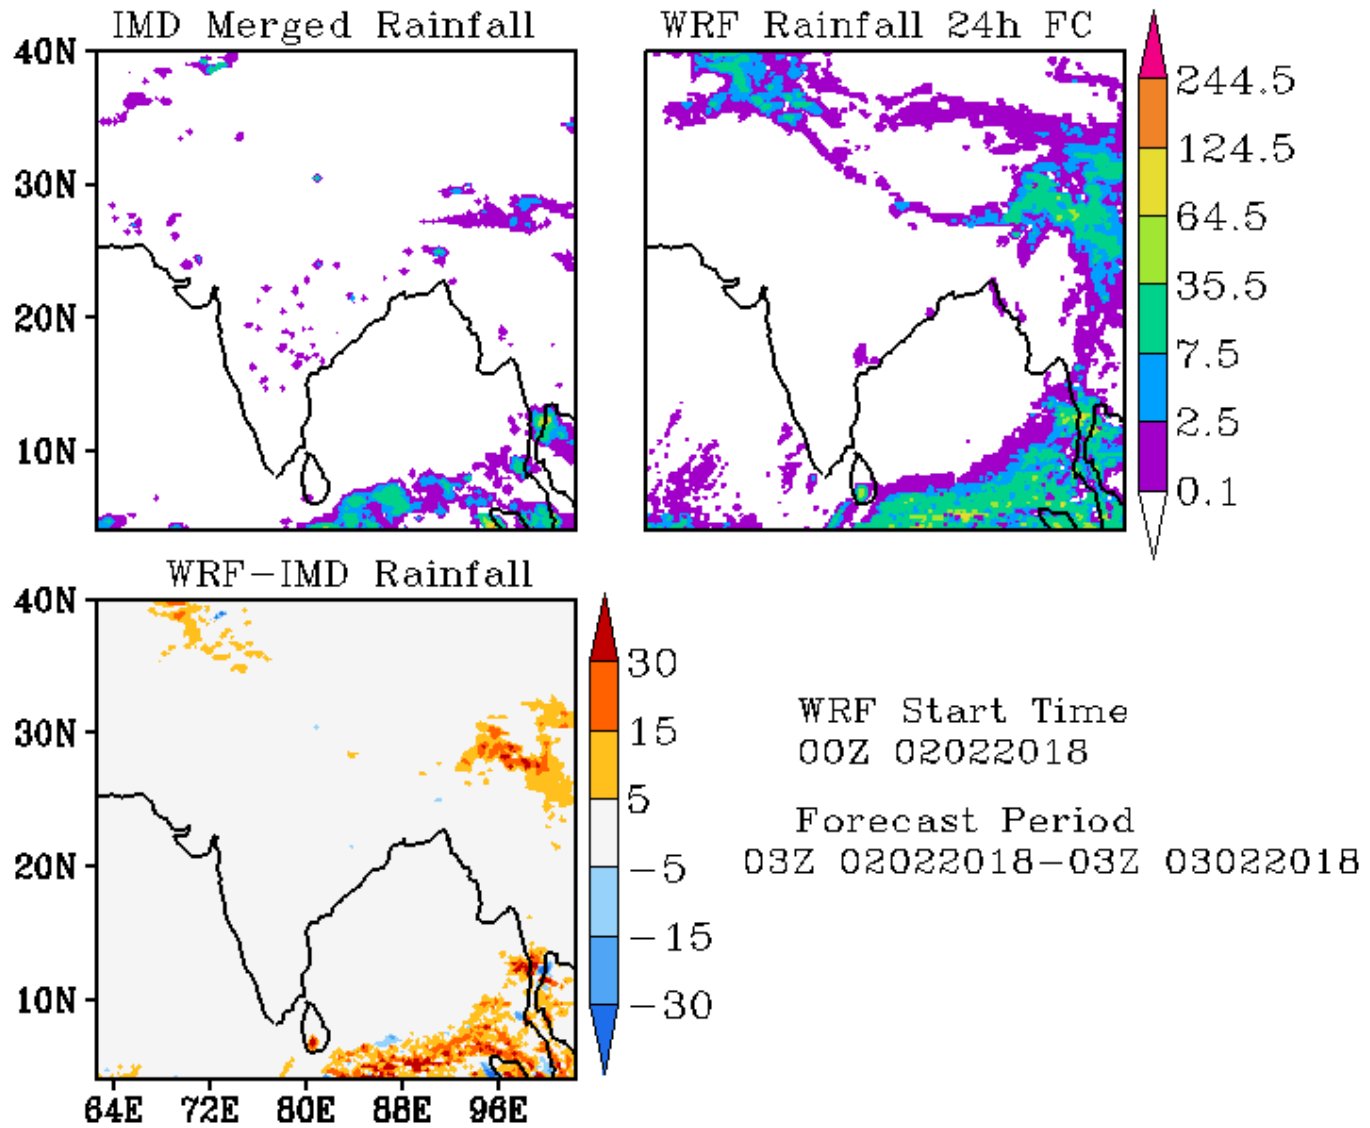 IMD Merged Rainfall
WRF Rainfall 24h FC
40N
30N
20N
10N
244.5
124.5
64.5
35.5
7.5
2.5
0.1
WRF-IMD Rainfall
40N
30N
20N
10N
64E 72E 80E 88E 96E
30
15
5
-5
-15
-30
WRF Start Time
00Z 02022018
Forecast Period
03Z 02022018-03Z 03022018